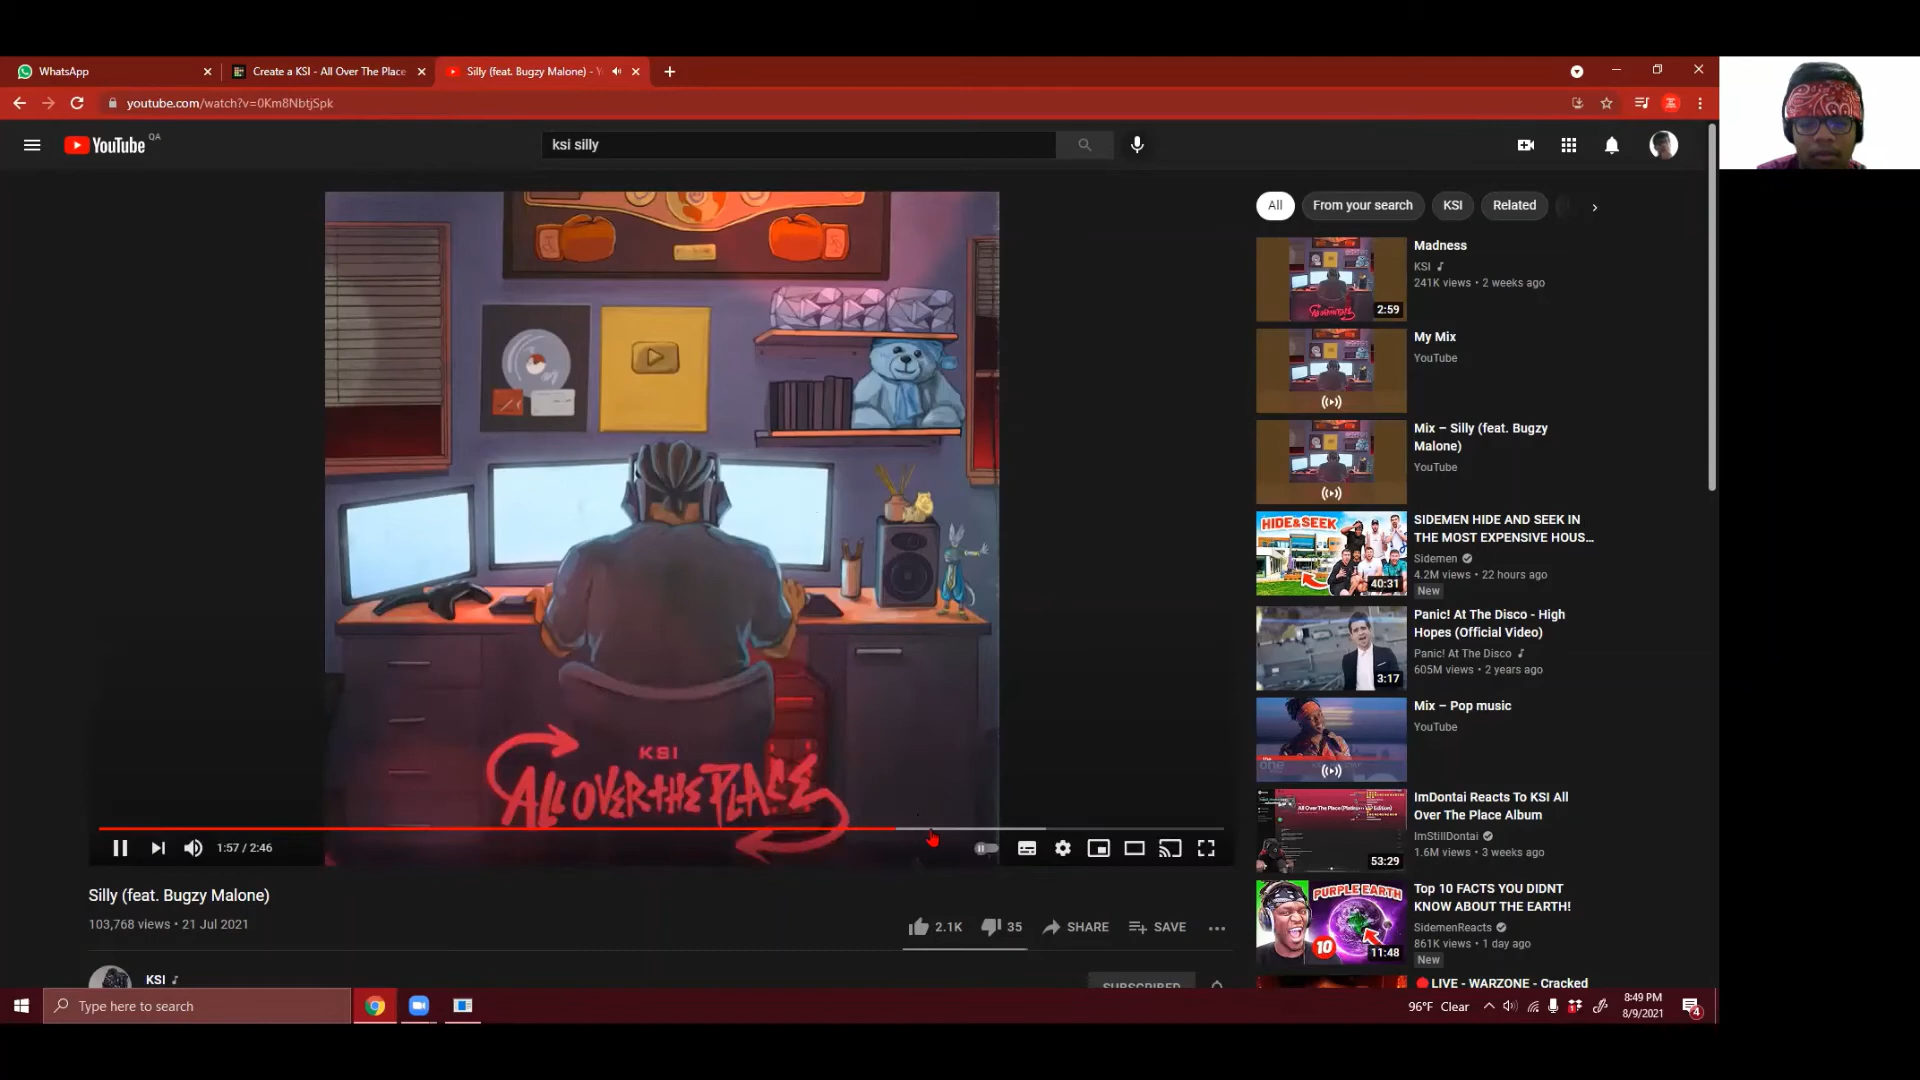 WhatsApp
Create a KSI - All Over The Place
Silly (feat. Bugzy Malone) - Y
youtube.com/watch?v=0Km8NbtjSpk
YouTube QA
ksi silly
All
From your search
KSI
Related
Madness
KSI
241K views • 2 weeks ago
2:59
My Mix
YouTube
Mix – Silly (feat. Bugzy
Malone)
YouTube
HIDE&SEEK
40:31
SIDEMEN HIDE AND SEEK IN
THE MOST EXPENSIVE HOUS...
Sidemen
4.2M views • 22 hours ago
New
Panic! At The Disco - High
Hopes (Official Video)
Panic! At The Disco
605M views • 2 years ago
3:17
Mix – Pop music
YouTube
ImDontai Reacts To KSI All
Over The Place Album
ImStillDontai
1.6M views • 3 weeks ago
53:29
PURPLE EARTH
10
11:48
Top 10 FACTS YOU DIDNT
KNOW ABOUT THE EARTH!
SidemenReacts
861K views • 1 day ago
New
LIVE - WARZONE - Cracked
KSI
ALL OVER THE PLACE
1:57 / 2:46
Silly (feat. Bugzy Malone)
103,768 views • 21 Jul 2021
2.1K
35
SHARE
SAVE
KSI
SUBSCRIBED
Type here to search
96°F Clear
8:49 PM
8/9/2021
4